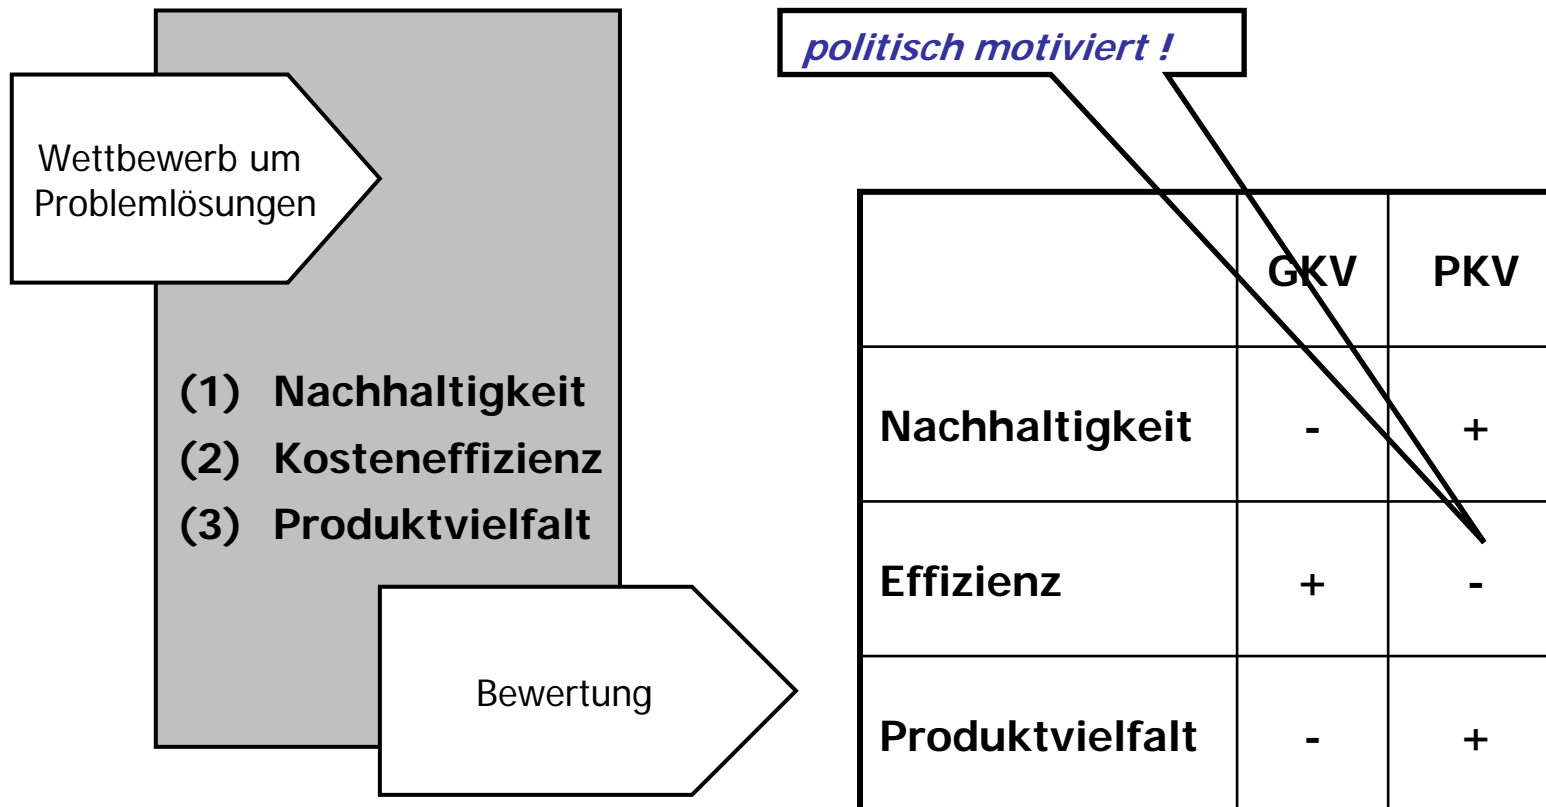 politisch motiviert !
Wettbewerb um
Problemlösungen
(1) Nachhaltigkeit
(2) Kosteneffizienz
(3) Produktvielfalt
Bewertung
GKV PKV
Nachhaltigkeit - +
Effizienz + -
Produktvielfalt - +